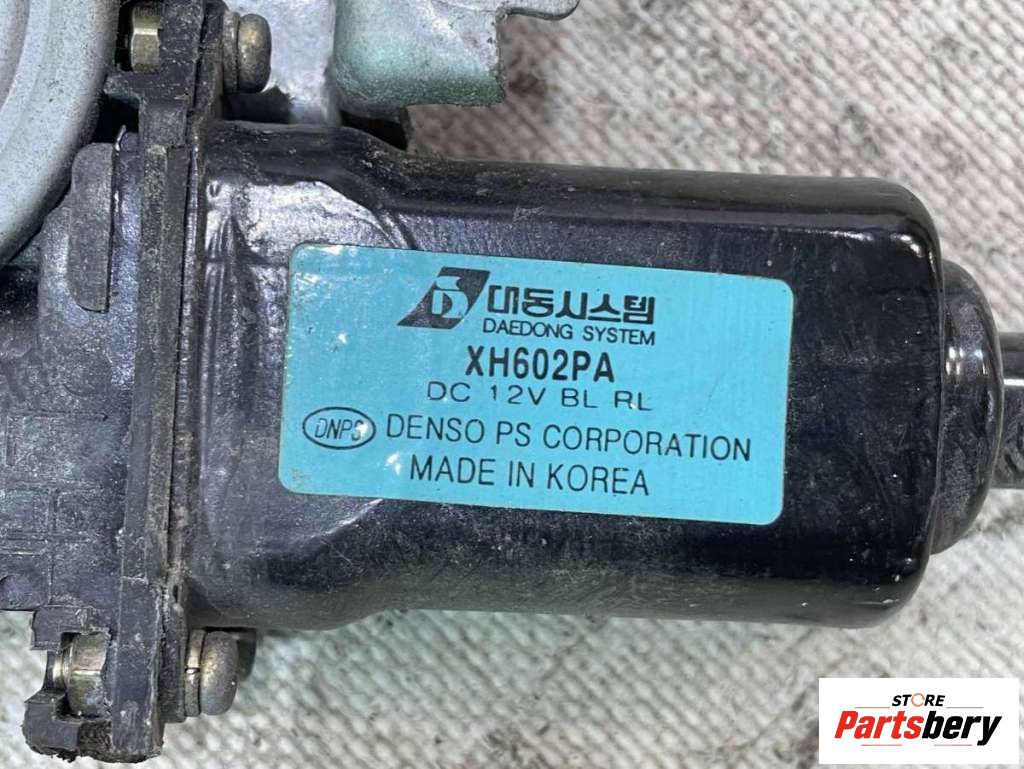 D 대동시스템
DAEDONG SYSTEM
XH602PA
DC 12V BL RL
DNPS DENSO PS CORPORATION
MADE IN KOREA
STORE
Partsbery